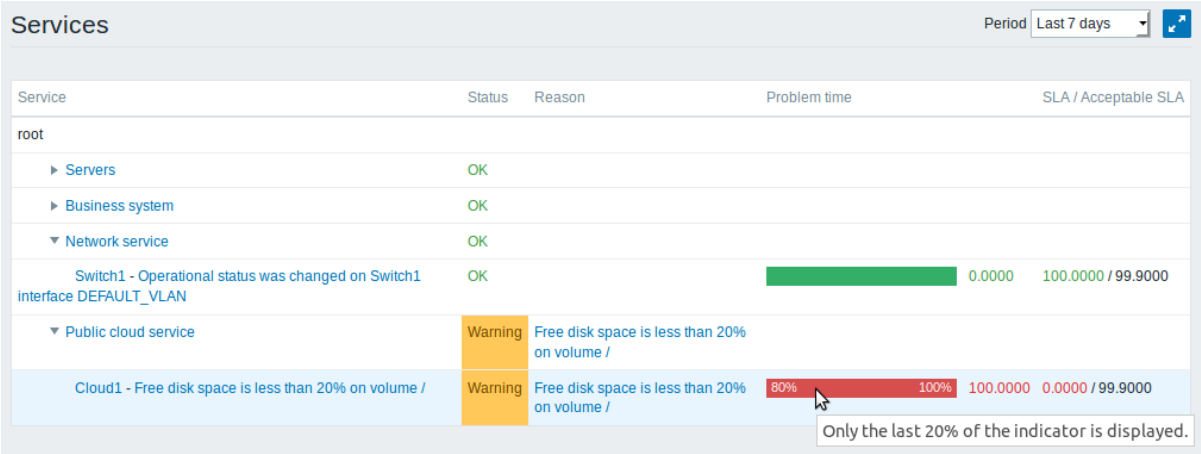 Services
Period Last 7 days
Service Status Reason Problem time SLA / Acceptable SLA
root
Servers OK
Business system OK
Network service OK
Switch1 - Operational status was changed on Switch1 OK 0.0000 100.0000 / 99.9000
interface DEFAULT_VLAN
Public cloud service Warning Free disk space is less than 20%
on volume /
Cloud1 - Free disk space is less than 20% on volume / Warning Free disk space is less than 20% 80% 100% 100.0000 0.0000 / 99.9000
on volume /
Only the last 20% of the indicator is displayed.